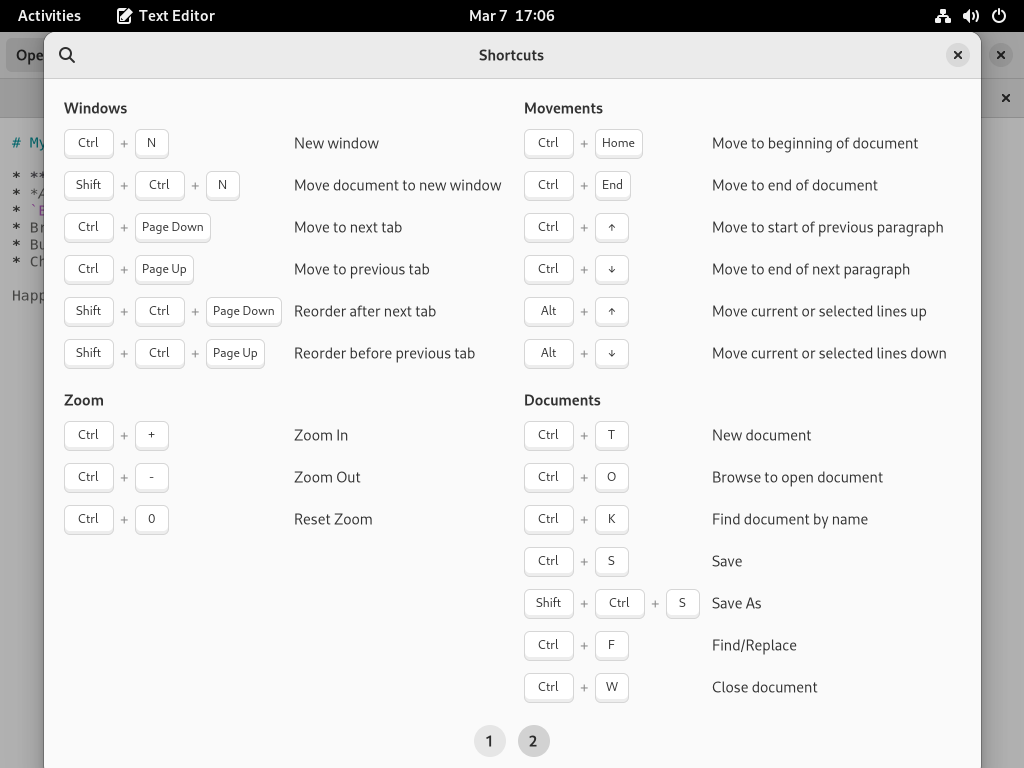 Activities Text Editor Mar 7 17:06
Ope Shortcuts
# My
* **
* *A
* `B
* Br
* Bu
* Ch
Happ
Windows
Ctrl + N New window
Shift + Ctrl + N Move document to new window
Ctrl + Page Down Move to next tab
Ctrl + Page Up Move to previous tab
Shift + Ctrl + Page Down Reorder after next tab
Shift + Ctrl + Page Up Reorder before previous tab
Zoom
Ctrl + + Zoom In
Ctrl + - Zoom Out
Ctrl + 0 Reset Zoom
Movements
Ctrl + Home Move to beginning of document
Ctrl + End Move to end of document
Ctrl + ↑ Move to start of previous paragraph
Ctrl + ↓ Move to end of next paragraph
Alt + ↑ Move current or selected lines up
Alt + ↓ Move current or selected lines down
Documents
Ctrl + T New document
Ctrl + O Browse to open document
Ctrl + K Find document by name
Ctrl + S Save
Shift + Ctrl + S Save As
Ctrl + F Find/Replace
Ctrl + W Close document
1 2